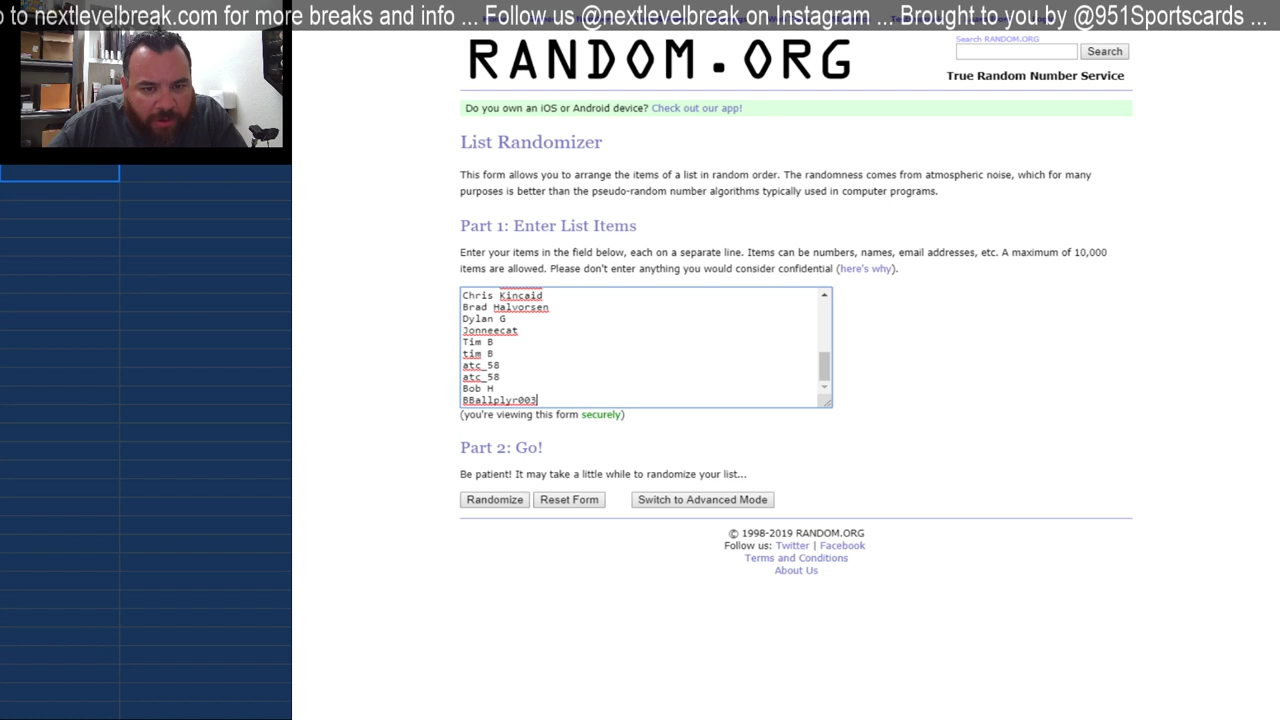 o to nextlevelbreak.com for more breaks and info ... Follow us @nextlevelbreak on Instagram ... Brought to you by @951Sportscards ...
RANDOM.ORG
Search RANDOM.ORG
Search
True Random Number Service
Do you own an iOS or Android device? Check out our app!
List Randomizer
This form allows you to arrange the items of a list in random order. The randomness comes from atmospheric noise, which for many
purposes is better than the pseudo-random number algorithms typically used in computer programs.
Part 1: Enter List Items
Enter your items in the field below, each on a separate line. Items can be numbers, names, email addresses, etc. A maximum of 10,000
items are allowed. Please don't enter anything you would consider confidential (here's why).
Chris Kincaid
Brad Halvorsen
Dylan G
Jonneecat
Tim B
tim B
atc_58
atc_58
Bob H
BBallplyr003
(you're viewing this form securely)
Part 2: Go!
Be patient! It may take a little while to randomize your list...
Randomize Reset Form Switch to Advanced Mode
© 1998-2019 RANDOM.ORG
Follow us: Twitter | Facebook
Terms and Conditions
About Us